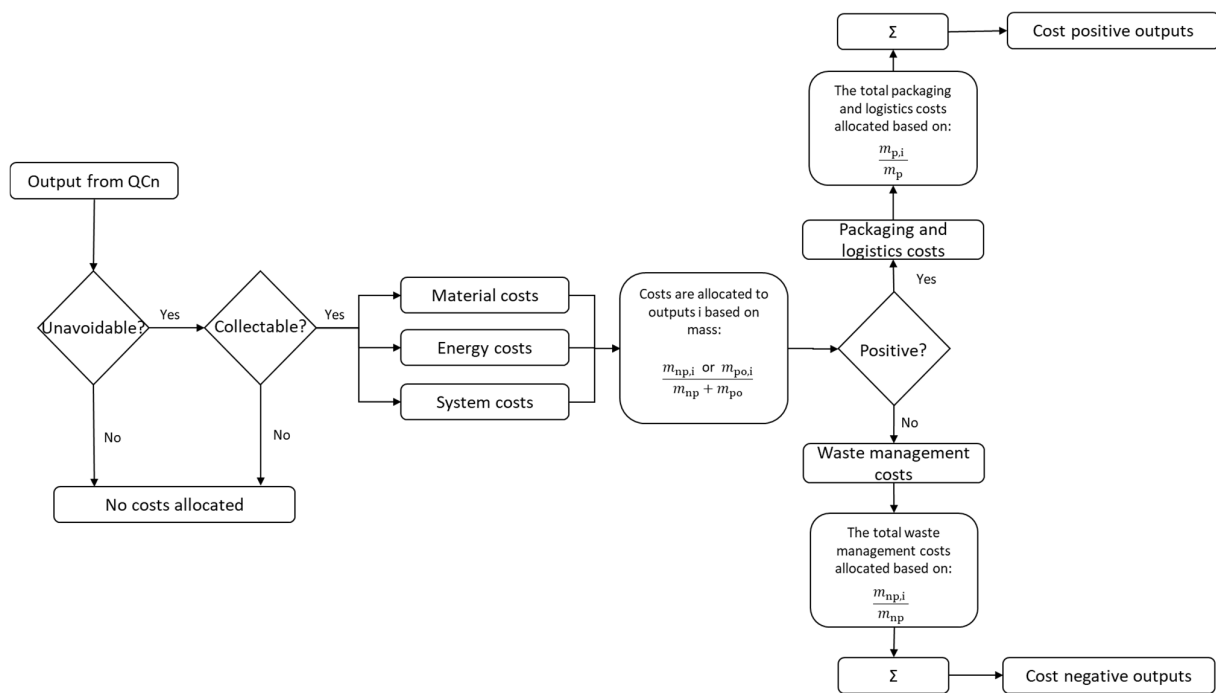 Output from QCn
Unavoidable?
Yes
No
Collectable?
Yes
No
No costs allocated
Material costs
Energy costs
System costs
Costs are allocated to
outputs i based on
mass:
m_np,i or m_po,i
m_np + m_po
Positive?
Yes
No
Packaging and
logistics costs
The total packaging
and logistics costs
allocated based on:
m_p,i
m_p
Σ
Cost positive outputs
Waste management
costs
The total waste
management costs
allocated based on:
m_np,i
m_np
Σ
Cost negative outputs